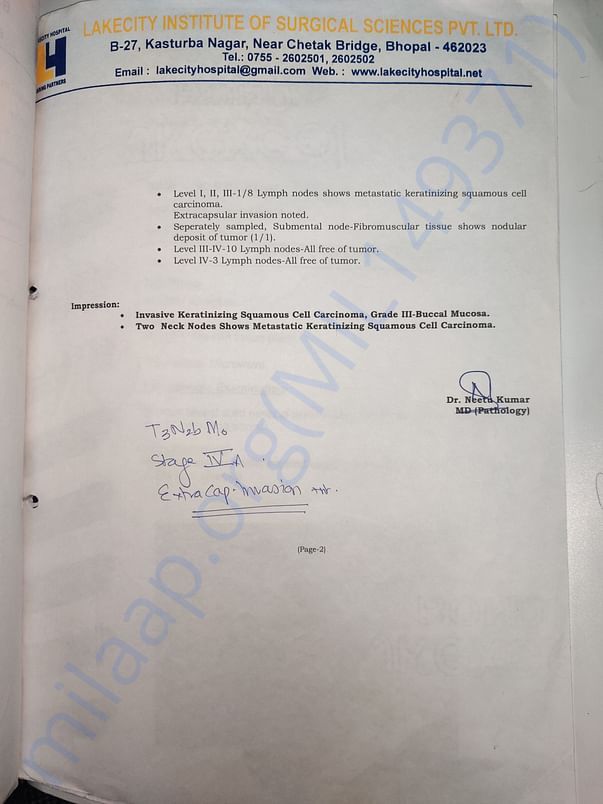 LAKECITY INSTITUTE OF SURGICAL SCIENCES PVT. LTD.
B-27, Kasturba Nagar, Near Chetak Bridge, Bhopal - 462023
Tel.: 0755 - 2602501, 2602502
Email : lakecityhospital@gmail.com Web. : www.lakecityhospital.net
HOSPITAL
PARTNERS
• Level I, II, III-1/8 Lymph nodes shows metastatic keratinizing squamous cell
carcinoma.
Extracapsular invasion noted.
• Seperately sampled, Submental node-Fibromuscular tissue shows nodular
deposit of tumor (1/1).
• Level III-IV-10 Lymph nodes-All free of tumor.
• Level IV-3 Lymph nodes-All free of tumor.
Impression:
• Invasive Keratinizing Squamous Cell Carcinoma, Grade III-Buccal Mucosa.
• Two Neck Nodes Shows Metastatic Keratinizing Squamous Cell Carcinoma.
Dr. Neeta Kumar
MD (Pathology)
T3N2bM0
Stage IVA
ExtraCap. Invasion
(Page-2)
milaap.org(MIL1493711)